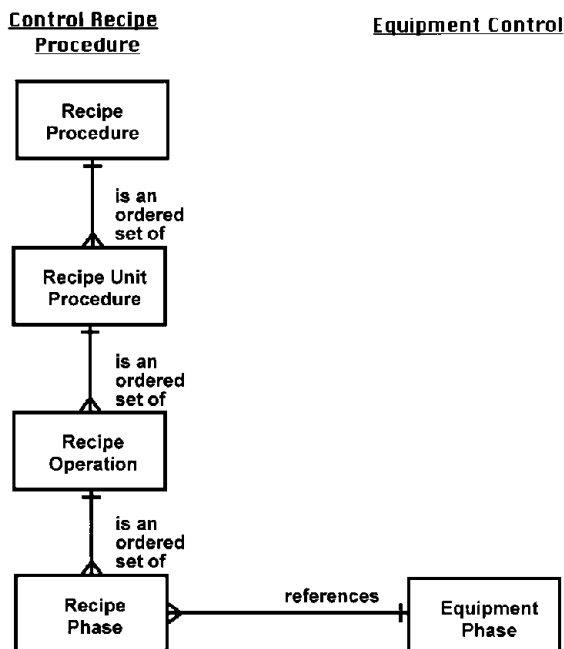 Control Recipe
Procedure
Equipment Control
Recipe
Procedure
is an
ordered
set of
Recipe Unit
Procedure
is an
ordered
set of
Recipe
Operation
is an
ordered
set of
Recipe
Phase
references
Equipment
Phase